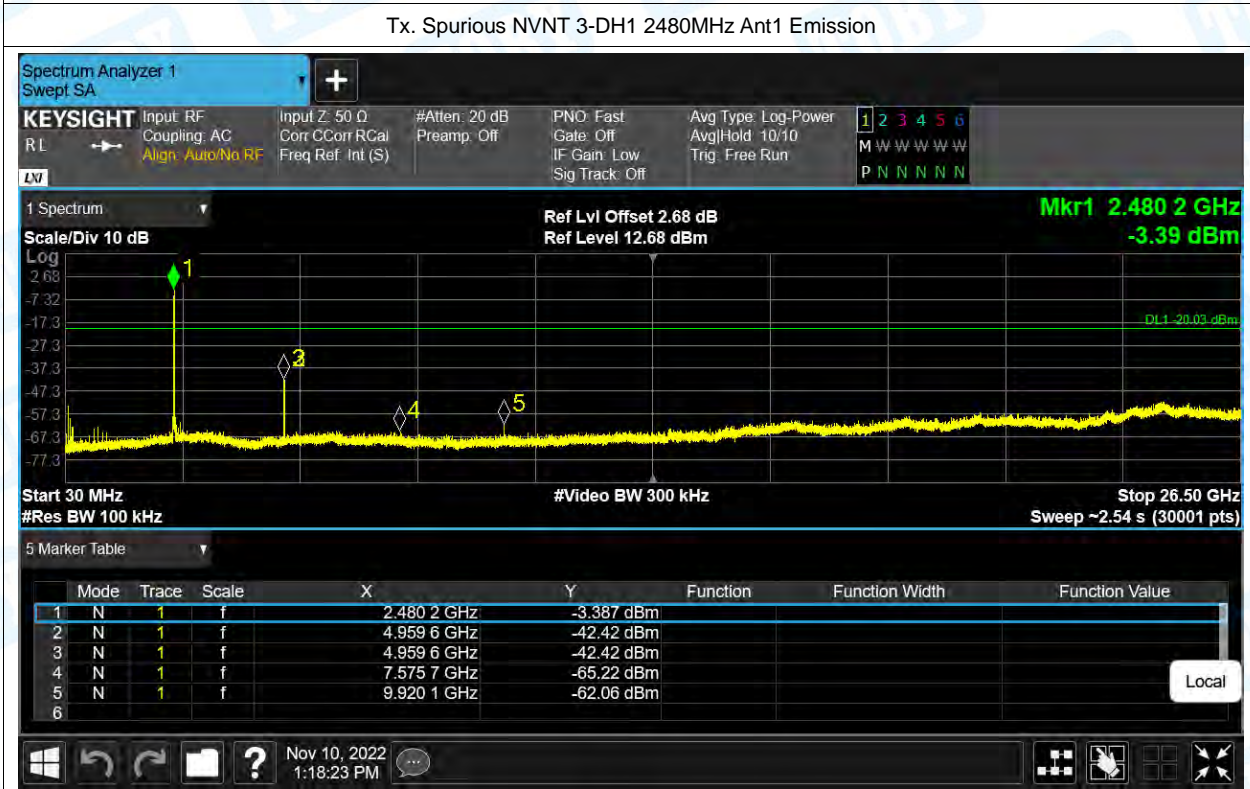 Tx. Spurious NVNT 3-DH1 2480MHz Ant1 Emission
Spectrum Analyzer 1
Swept SA
+
KEYSIGHT Input: RF Input Z: 50 Ω #Atten: 20 dB PNO: Fast Avg Type: Log-Power 1 2 3 4 5 6
R L Coupling: AC Corr CCorr RCal Preamp: Off Gate: Off Avg|Hold: 10/10 M W W W W W W
Align: Auto/No RF Freq Ref: Int (S) IF Gain: Low Trig: Free Run
LXI Sig Track: Off P N N N N N N
1 Spectrum Ref Lvl Offset 2.68 dB Mkr1 2.480 2 GHz
Scale/Div 10 dB Ref Level 12.68 dBm -3.39 dBm
Log
1
2.68
-7.32
-17.3 DL1 -20.03 dBm
-27.3
-37.3
-47.3
4 5
-57.3
-67.3
-77.3
Start 30 MHz #Video BW 300 kHz Stop 26.50 GHz
#Res BW 100 kHz Sweep ~2.54 s (30001 pts)
5 Marker Table
Mode Trace Scale X Y Function Function Width Function Value
1 N 1 f 2.480 2 GHz -3.387 dBm
2 N 1 f 4.959 6 GHz -42.42 dBm
3 N 1 f 4.959 6 GHz -42.42 dBm
4 N 1 f 7.575 7 GHz -65.22 dBm
5 N 1 f 9.920 1 GHz -62.06 dBm
6
Local
? Nov 10, 2022
1:18:23 PM